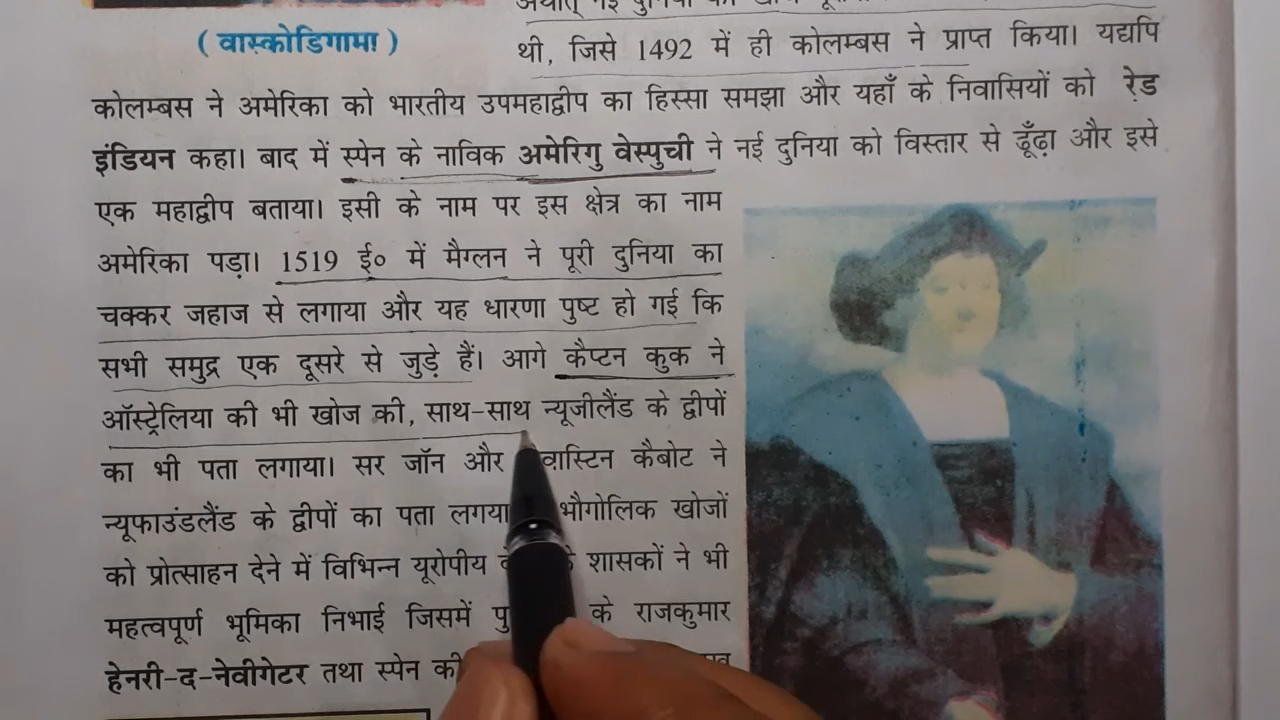 ( वास्कोडिगामा )
अर्थात् नई दुनिया
थी, जिसे 1492 में ही कोलम्बस ने प्राप्त किया। यद्यपि
कोलम्बस ने अमेरिका को भारतीय उपमहाद्वीप का हिस्सा समझा और यहाँ के निवासियों को रेड
इंडियन कहा। बाद में स्पेन के नाविक अमेरिगु वेस्पुची ने नई दुनिया को विस्तार से ढूँढ़ा और इसे
एक महाद्वीप बताया। इसी के नाम पर इस क्षेत्र का नाम
अमेरिका पड़ा। 1519 ई० में मैग्लन ने पूरी दुनिया का
चक्कर जहाज से लगाया और यह धारणा पुष्ट हो गई कि
सभी समुद्र एक दूसरे से जुड़े हैं। आगे कैप्टन कुक ने
ऑस्ट्रेलिया की भी खोज की, साथ-साथ न्यूजीलैंड के द्वीपों
का भी पता लगाया। सर जॉन और वास्टिन कैबोट ने
न्यूफाउंडलैंड के द्वीपों का पता लगया भौगोलिक खोजों
को प्रोत्साहन देने में विभिन्न यूरोपीय शासकों ने भी
महत्वपूर्ण भूमिका निभाई जिसमें के राजकुमार
हेनरी-द-नेवीगेटर तथा स्पेन की